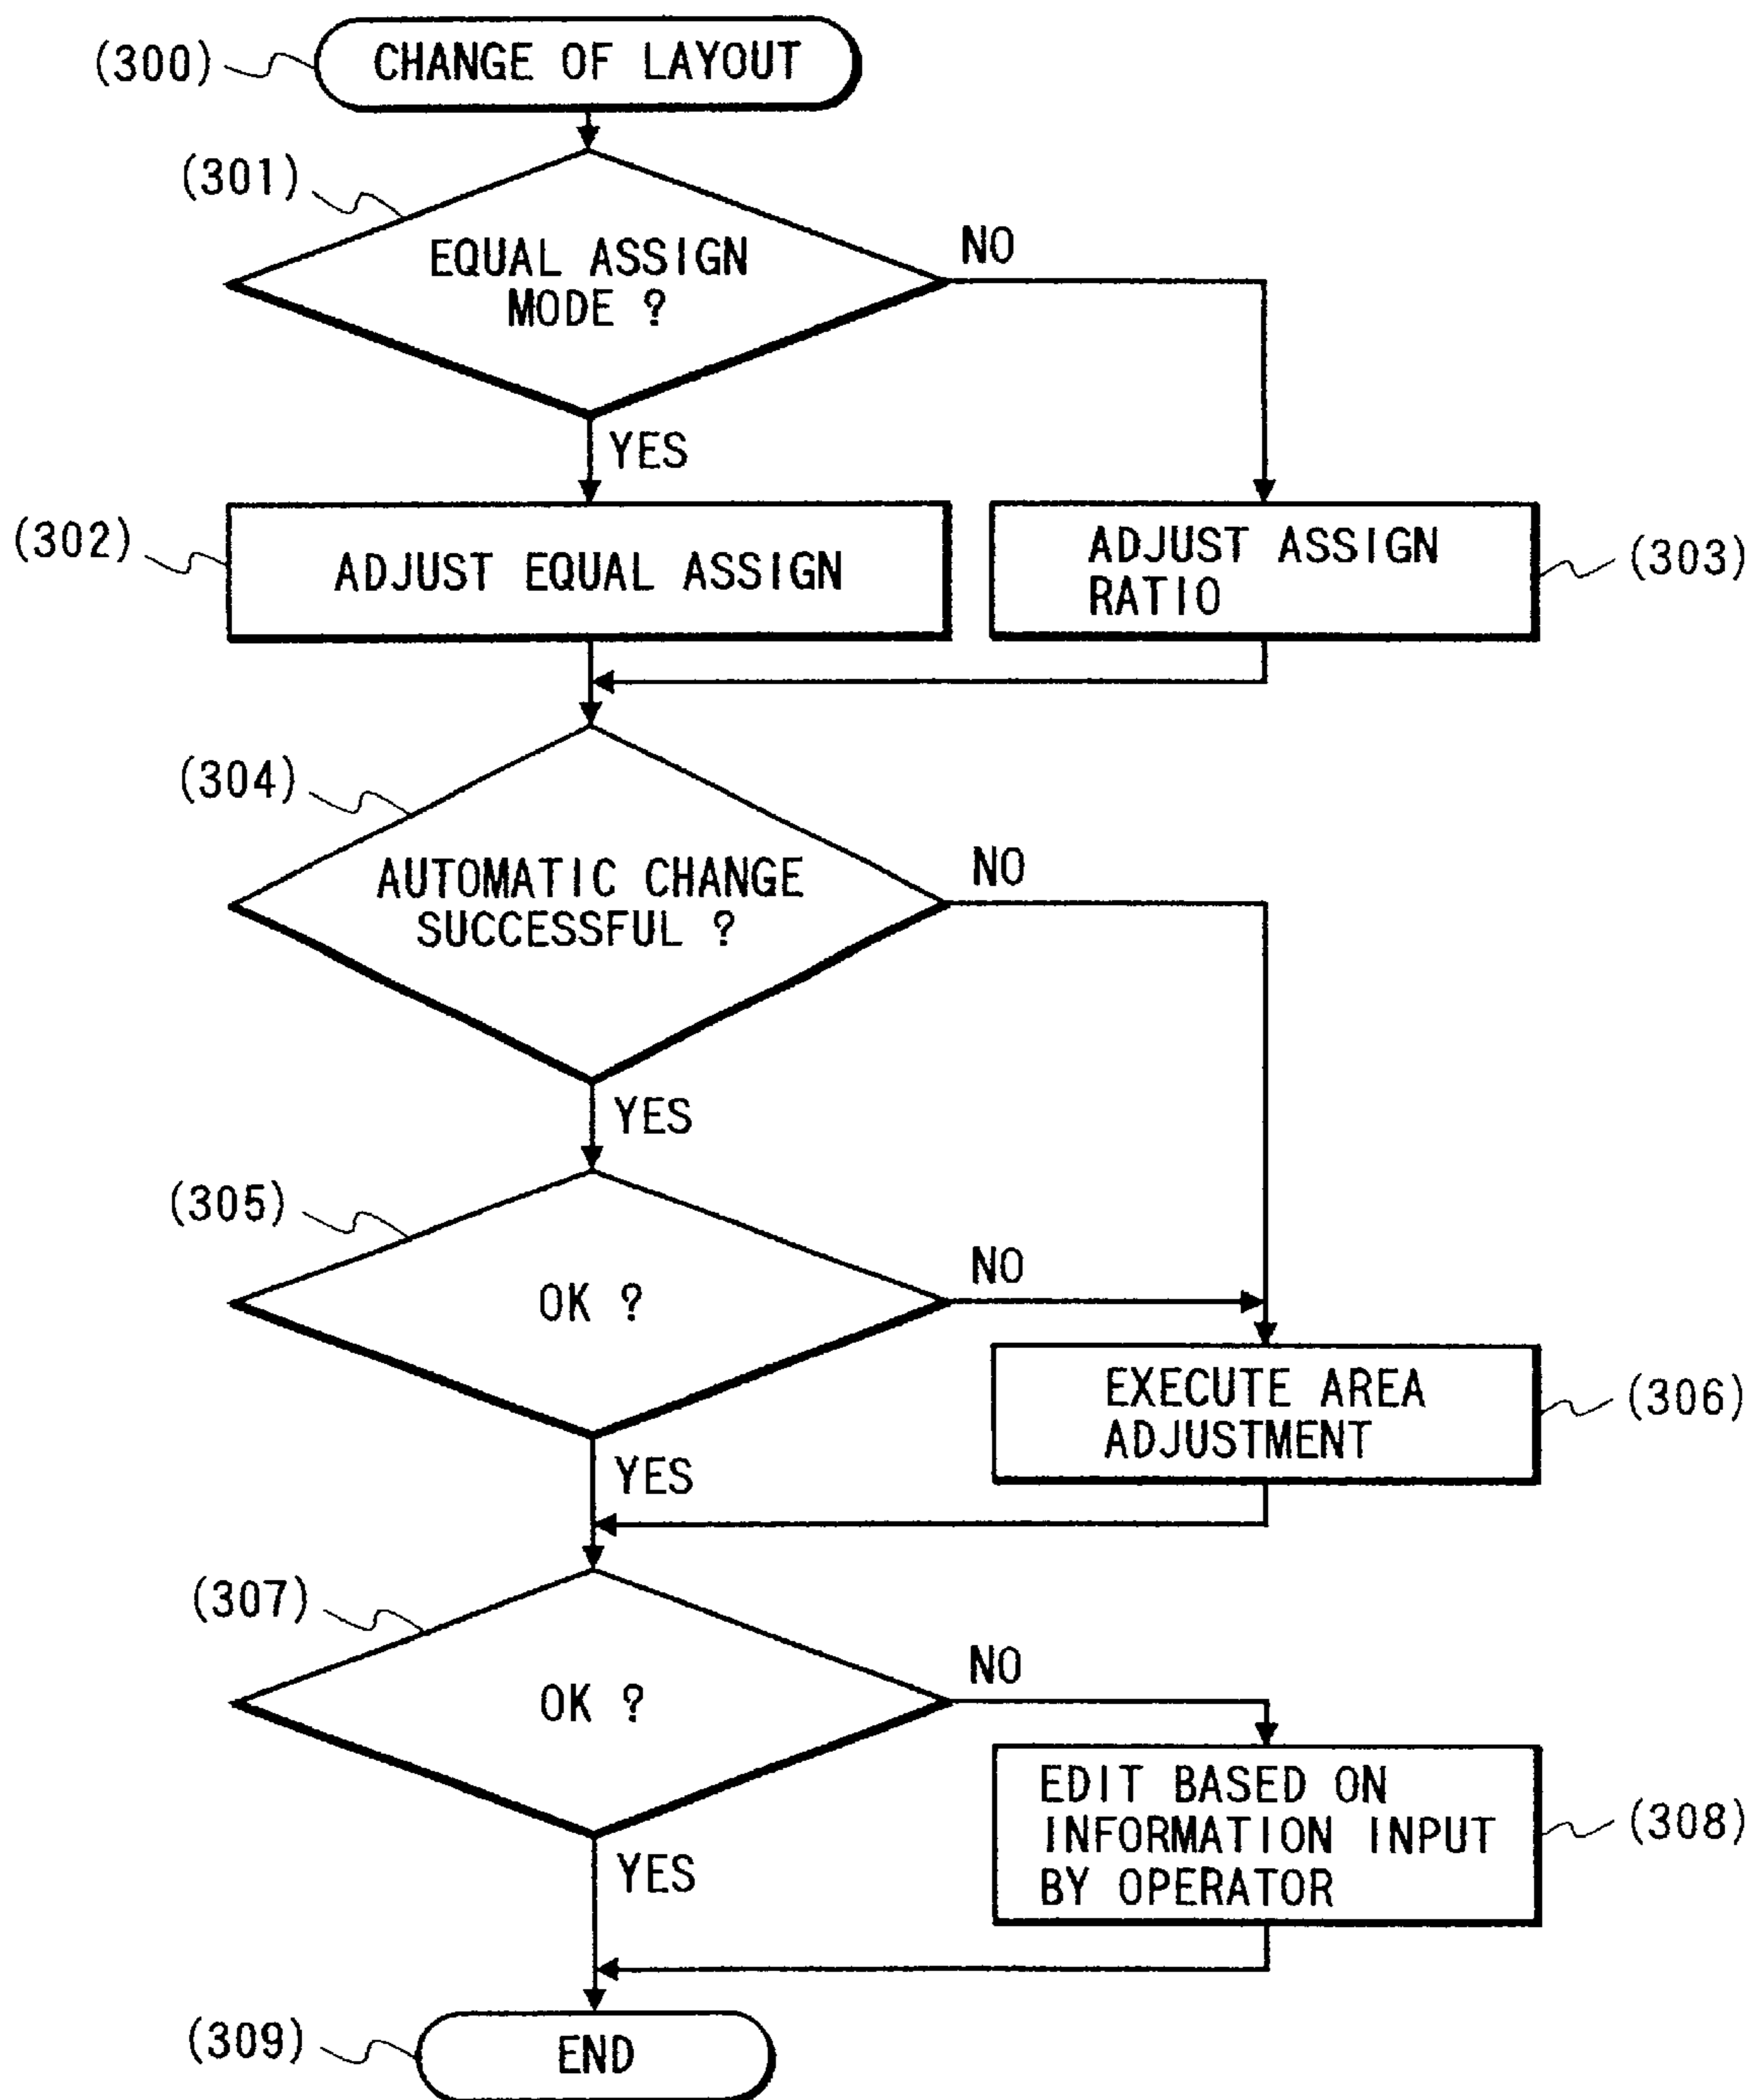 (300)
CHANGE OF LAYOUT
(301)
EQUAL ASSIGN
MODE ?
NO
YES
(302)
ADJUST EQUAL ASSIGN
ADJUST ASSIGN
RATIO
(303)
(304)
AUTOMATIC CHANGE
SUCCESSFUL ?
NO
YES
(305)
OK ?
NO
EXECUTE AREA
ADJUSTMENT
(306)
YES
(307)
OK ?
NO
EDIT BASED ON
INFORMATION INPUT
BY OPERATOR
(308)
YES
(309)
END